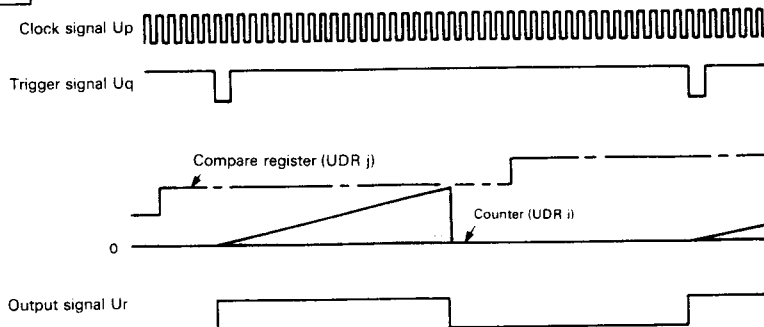 Clock signal Up
Trigger signal Uq
Compare register (UDR j)
Counter (UDR i)
0
Output signal Ur